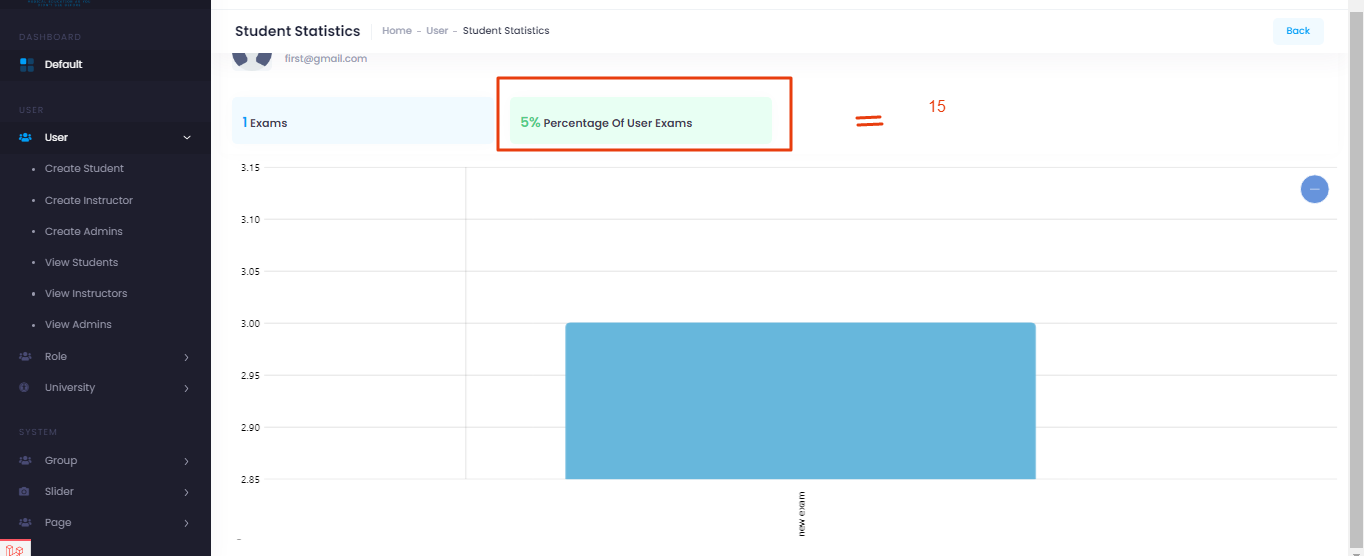 Student Statistics
Home - User - Student Statistics
Back
DASHBOARD
Default
USER
User
Create Student
Create Instructor
Create Admins
View Students
View Instructors
View Admins
Role
University
SYSTEM
Group
Slider
Page
first@gmail.com
1 Exams
5% Percentage Of User Exams
= 15
3.15
3.10
3.05
3.00
2.95
2.90
2.85
new exam